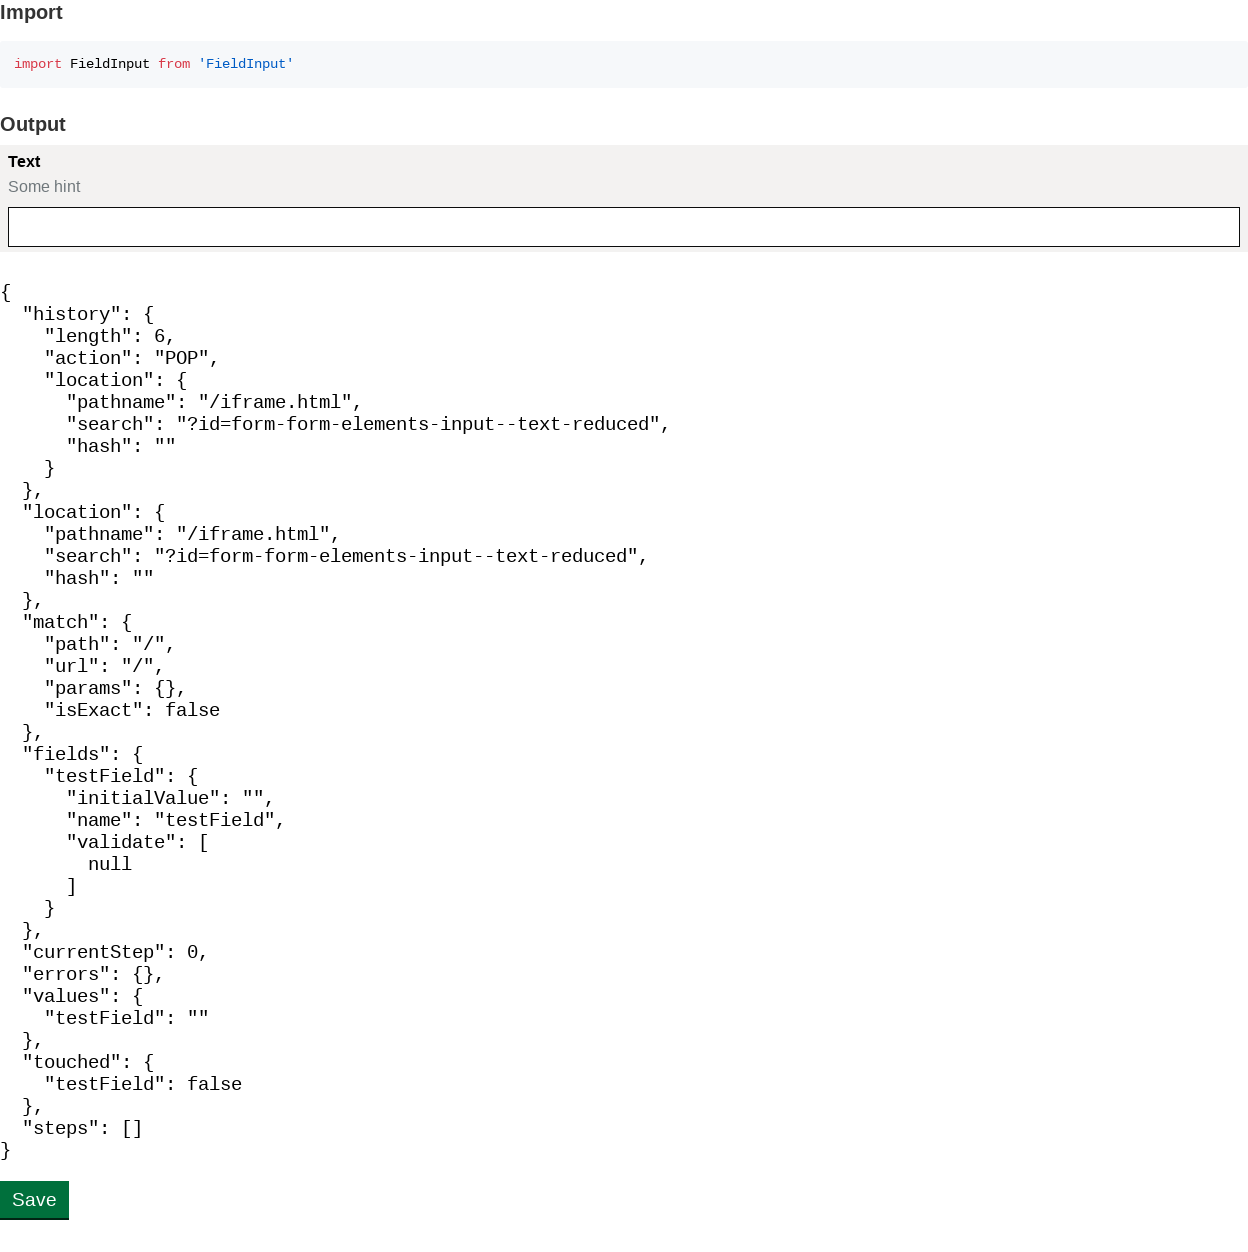 Import
import FieldInput from 'FieldInput'
Output
Text
Some hint
{
  "history": {
    "length": 6,
    "action": "POP",
    "location": {
      "pathname": "/iframe.html",
      "search": "?id=form-form-elements-input--text-reduced",
      "hash": ""
    }
  },
  "location": {
    "pathname": "/iframe.html",
    "search": "?id=form-form-elements-input--text-reduced",
    "hash": ""
  },
  "match": {
    "path": "/",
    "url": "/",
    "params": {},
    "isExact": false
  },
  "fields": {
    "testField": {
      "initialValue": "",
      "name": "testField",
      "validate": [
        null
      ]
    }
  },
  "currentStep": 0,
  "errors": {},
  "values": {
    "testField": ""
  },
  "touched": {
    "testField": false
  },
  "steps": []
}
Save